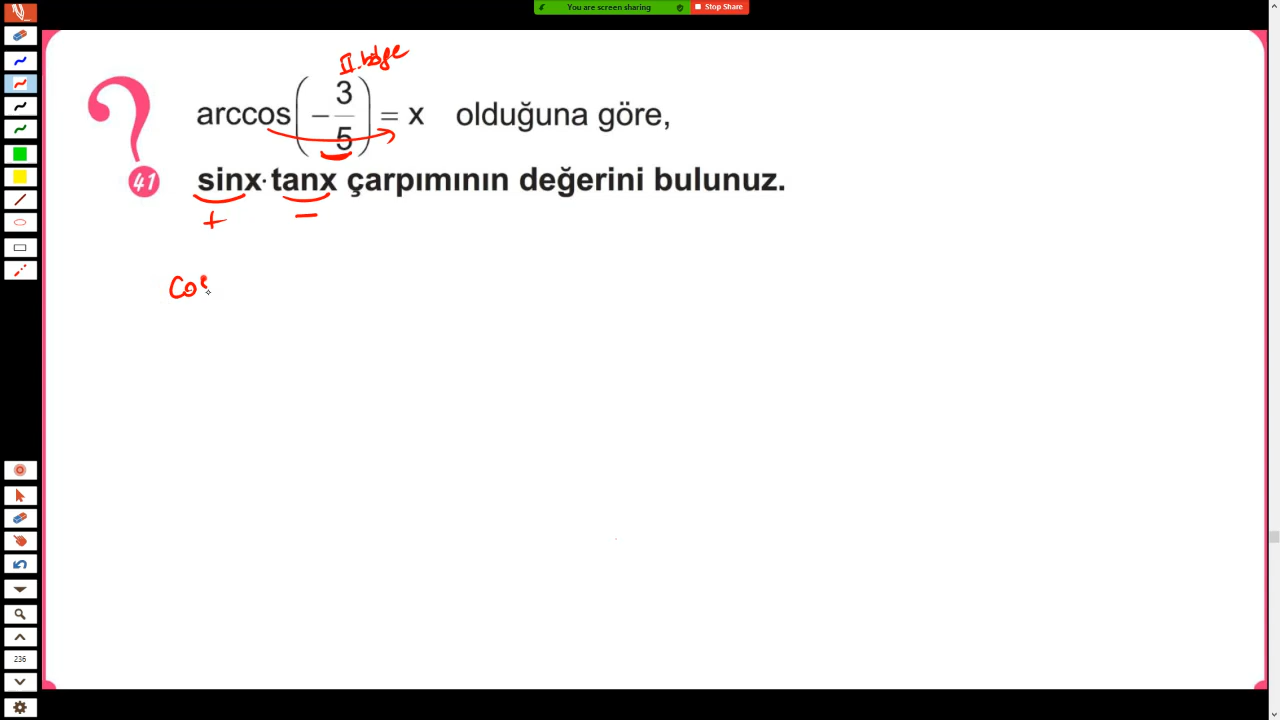 You are screen sharing Stop Share
II. bölge
arccos(-3/5) = x olduğuna göre,
41
sinx·tanx çarpımının değerini bulunuz.
+ −
Cos
236